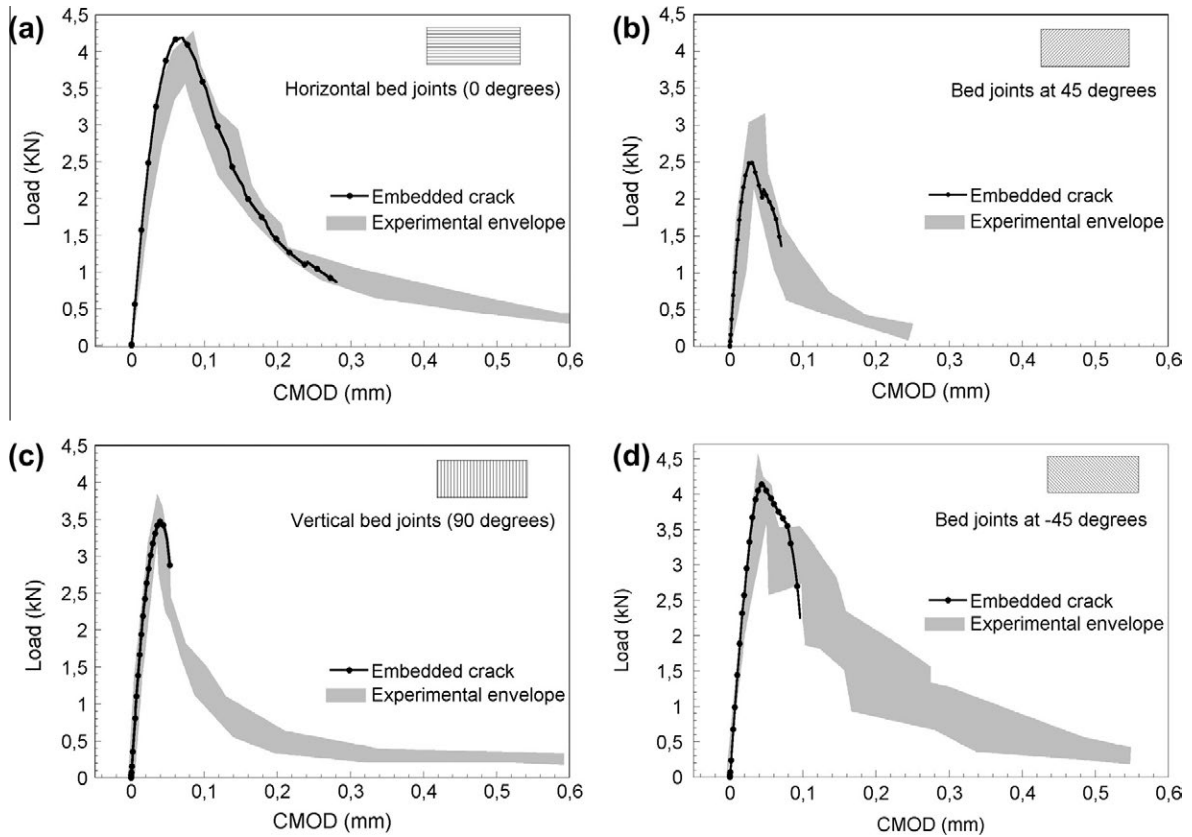 (a)
4,5
4
3,5
3
2,5
2
1,5
1
0,5
0
Load (KN)
Horizontal bed joints (0 degrees)
Embedded crack
Experimental envelope
0 0,1 0,2 0,3 0,4 0,5 0,6
CMOD (mm)
(b)
4,5
4
3,5
3
2,5
2
1,5
1
0,5
0
Load (KN)
Bed joints at 45 degrees
Embedded crack
Experimental envelope
0 0,1 0,2 0,3 0,4 0,5 0,6
CMOD (mm)
(c)
4,5
4
3,5
3
2,5
2
1,5
1
0,5
0
Load (kN)
Vertical bed joints (90 degrees)
Embedded crack
Experimental envelope
0 0,1 0,2 0,3 0,4 0,5 0,6
CMOD (mm)
(d)
4,5
4
3,5
3
2,5
2
1,5
1
0,5
0
Load (kN)
Bed joints at -45 degrees
Embedded crack
Experimental envelope
0 0,1 0,2 0,3 0,4 0,5 0,6
CMOD (mm)